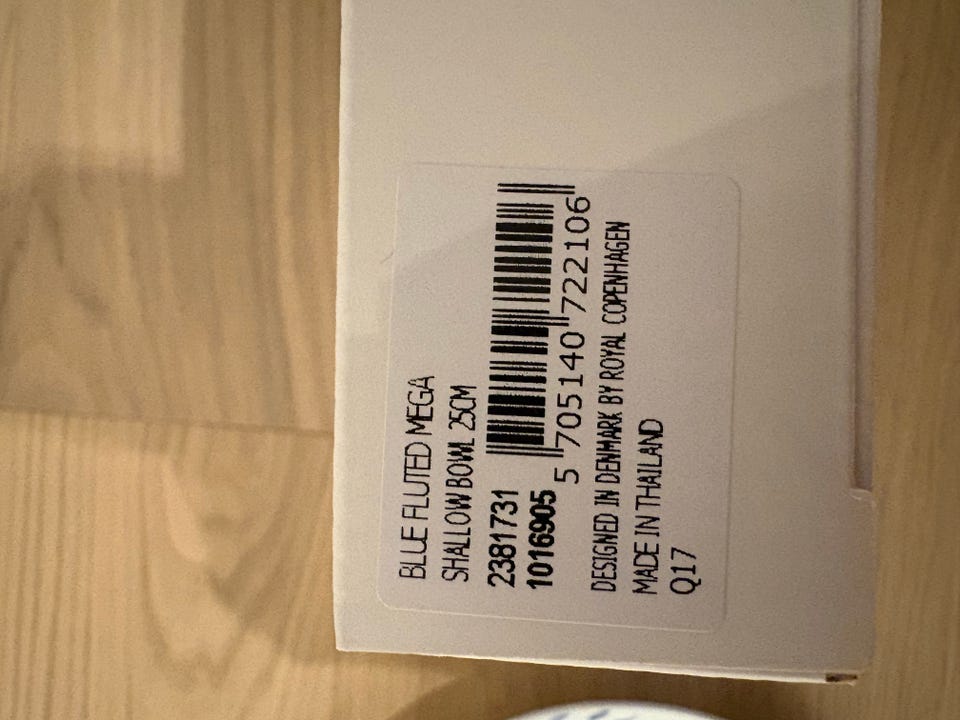 BLUE FLUTED MEGA
SHALLOW BOWL 25CM
2381731
1016905
5 705140 722106
DESIGNED IN DENMARK BY ROYAL COPENHAGEN
MADE IN THAILAND
Q17